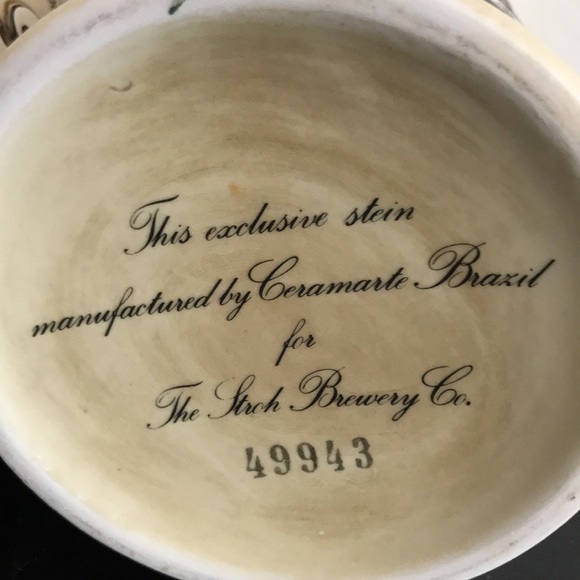 This exclusive stein
manufactured by Ceramarte Brazil
for
The Stroh Brewery Co.
49943